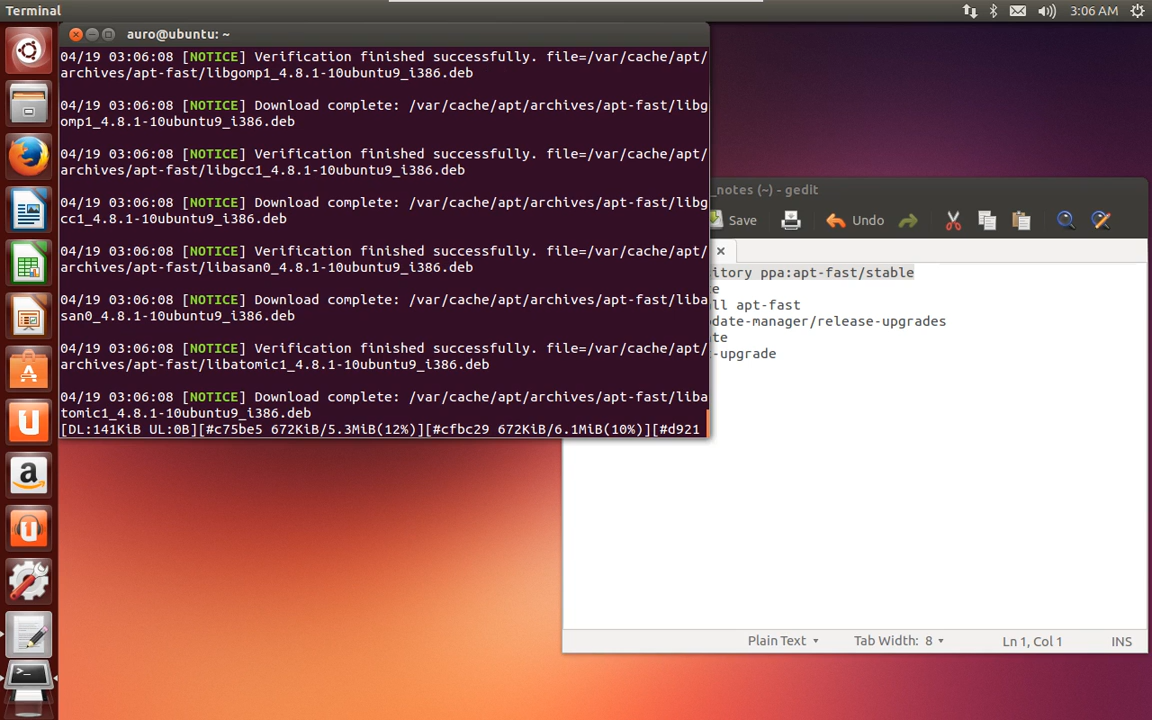 Terminal
3:06 AM
auro@ubuntu: ~
04/19 03:06:08 [NOTICE] Verification finished successfully. file=/var/cache/apt/
archives/apt-fast/libgomp1_4.8.1-10ubuntu9_i386.deb
04/19 03:06:08 [NOTICE] Download complete: /var/cache/apt/archives/apt-fast/libg
omp1_4.8.1-10ubuntu9_i386.deb
04/19 03:06:08 [NOTICE] Verification finished successfully. file=/var/cache/apt/
archives/apt-fast/libgcc1_4.8.1-10ubuntu9_i386.deb
04/19 03:06:08 [NOTICE] Download complete: /var/cache/apt/archives/apt-fast/libg
cc1_4.8.1-10ubuntu9_i386.deb
04/19 03:06:08 [NOTICE] Verification finished successfully. file=/var/cache/apt/
archives/apt-fast/libasan0_4.8.1-10ubuntu9_i386.deb
04/19 03:06:08 [NOTICE] Download complete: /var/cache/apt/archives/apt-fast/liba
san0_4.8.1-10ubuntu9_i386.deb
04/19 03:06:08 [NOTICE] Verification finished successfully. file=/var/cache/apt/
archives/apt-fast/libatomic1_4.8.1-10ubuntu9_i386.deb
04/19 03:06:08 [NOTICE] Download complete: /var/cache/apt/archives/apt-fast/liba
tomic1_4.8.1-10ubuntu9_i386.deb
[DL:141KiB UL:0B][#c75be5 672KiB/5.3MiB(12%)][#cfbc29 672KiB/6.1MiB(10%)][#d921
_notes (~) - gedit
Save Undo
itory ppa:apt-fast/stable
e
ll apt-fast
date-manager/release-upgrades
te
-upgrade
Plain Text Tab Width: 8 Ln 1, Col 1 INS